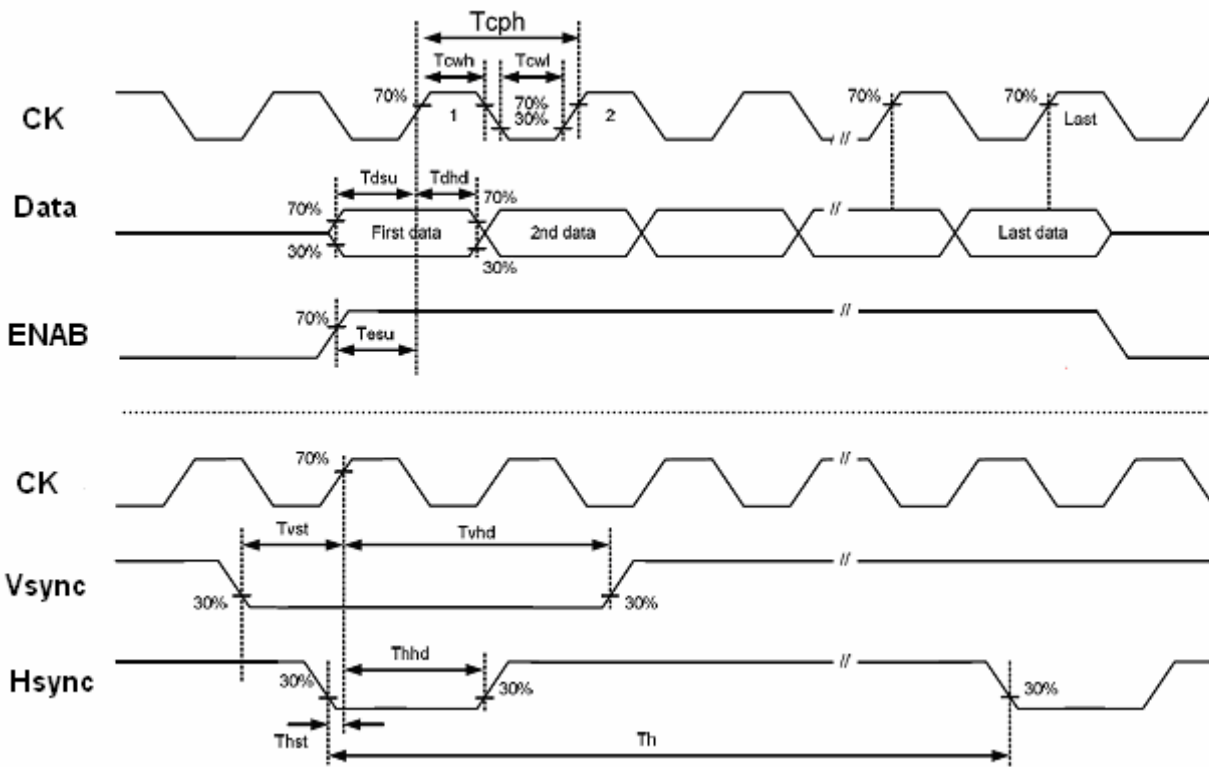 Tcph
Tcwh Tcwl
CK 70% 1 70% 30% 2 // 70% 70% Last
Tdsu Tdhd
Data 70% 30% First data 70% 30% 2nd data // Last data
ENAB 70% Tesu //
CK 70% //
Tvst Tvhd
Vsync 30% 30% //
Thhd
Hsync 30% 30% // 30%
Thst Th